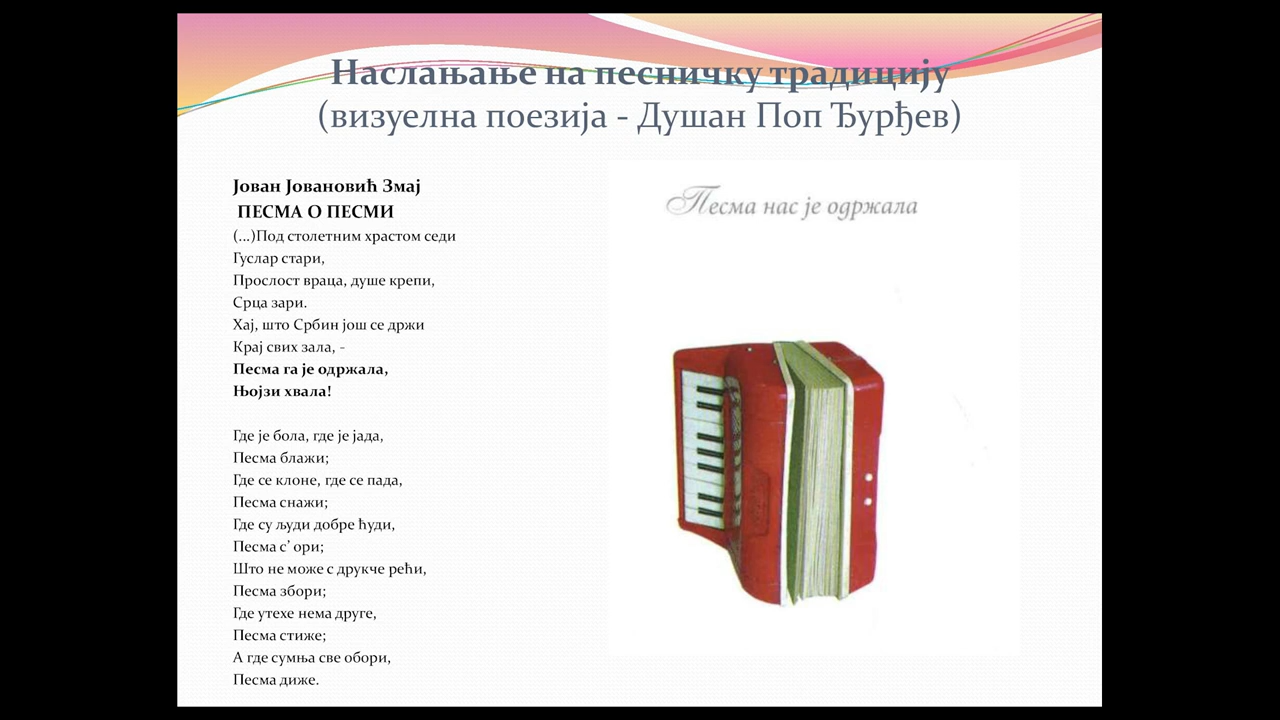 Наслањање на песничку традицију
(визуелна поезија - Душан Поп Ђурђев)
Јован Јовановић Змај
ПЕСМА О ПЕСМИ
(...)Под столетним храстом седи
Гуслар стари,
Прослост враца, душе крепи,
Срца зари.
Хај, што Србин још се држи
Крај свих зала, -
Песма га је одржала,
Њојзи хвала!
Где је бола, где је јада,
Песма блажи;
Где се клоне, где се пада,
Песма снажи;
Где су људи добре ћуди,
Песма с’ ори;
Што не може с друкче рећи,
Песма збори;
Где утехе нема друге,
Песма стиже;
А где сумња све обори,
Песма диже.
Песма нас је одржала